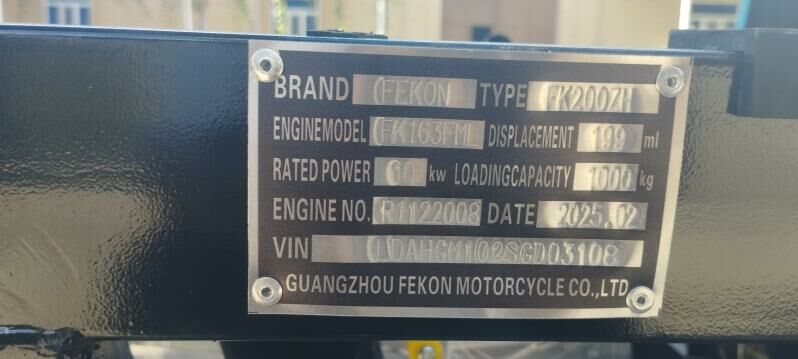 BRAND FEKON TYPE FK200ZH
ENGINEMODEL FK163FML DISPLACEMENT 199 ml
RATED POWER 10 kw LOADINGCAPACITY 1000 kg
ENGINE NO. R1122008 DATE 2025.02
VIN LDAHGM102SGD03108
GUANGZHOU FEKON MOTORCYCLE CO.,LTD